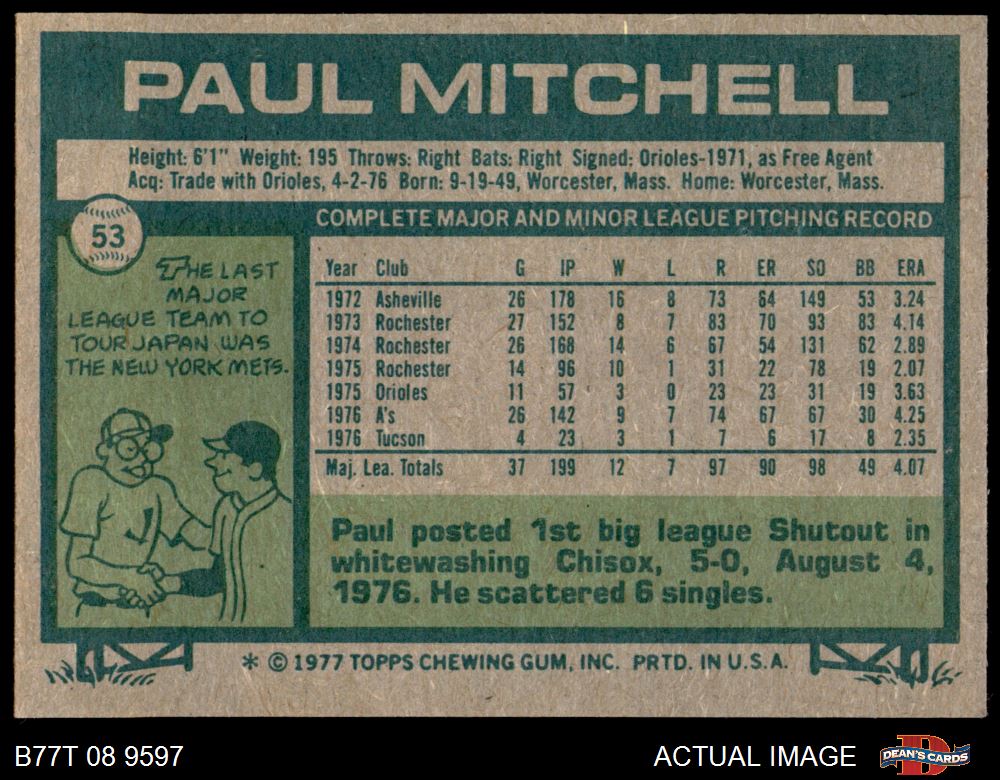 PAUL MITCHELL
Height: 6'1" Weight: 195 Throws: Right Bats: Right Signed: Orioles-1971, as Free Agent
Acq: Trade with Orioles, 4-2-76 Born: 9-19-49, Worcester, Mass. Home: Worcester, Mass.
53
THE LAST
MAJOR
LEAGUE TEAM TO
TOUR JAPAN WAS
THE NEW YORK METS.
J
COMPLETE MAJOR AND MINOR LEAGUE PITCHING RECORD
Year Club G IP W L R ER SO BB ERA
1972 Asheville 26 178 16 8 73 64 149 53 3.24
1973 Rochester 27 152 8 7 83 70 93 83 4.14
1974 Rochester 26 168 14 6 67 54 131 62 2.89
1975 Rochester 14 96 10 1 31 22 78 19 2.07
1975 Orioles 11 57 3 0 23 23 31 19 3.63
1976 A's 26 142 9 7 74 67 67 30 4.25
1976 Tucson 4 23 3 1 7 6 17 8 2.35
Maj. Lea. Totals 37 199 12 7 97 90 98 49 4.07
Paul posted 1st big league Shutout in
whitewashing Chisox, 5-0, August 4,
1976. He scattered 6 singles.
* © 1977 TOPPS CHEWING GUM, INC. PRTD. IN U.S.A.
B77T 08 9597
ACTUAL IMAGE
D
DEAN'S CARDS